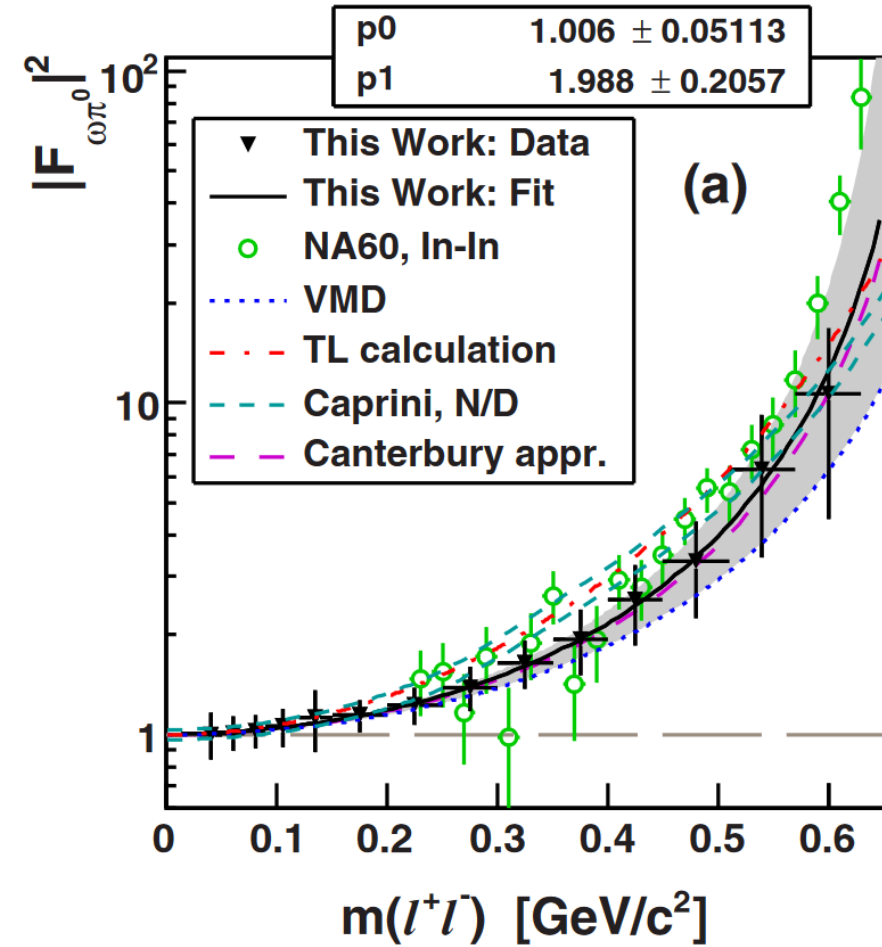 p0 1.006 ± 0.05113
p1 1.988 ± 0.2057
|F_{ωπ⁰}|²
10²
10
1
This Work: Data
This Work: Fit
NA60, In-In
VMD
TL calculation
Caprini, N/D
Canterbury appr.
(a)
0 0.1 0.2 0.3 0.4 0.5 0.6
m(l⁺l⁻) [GeV/c²]